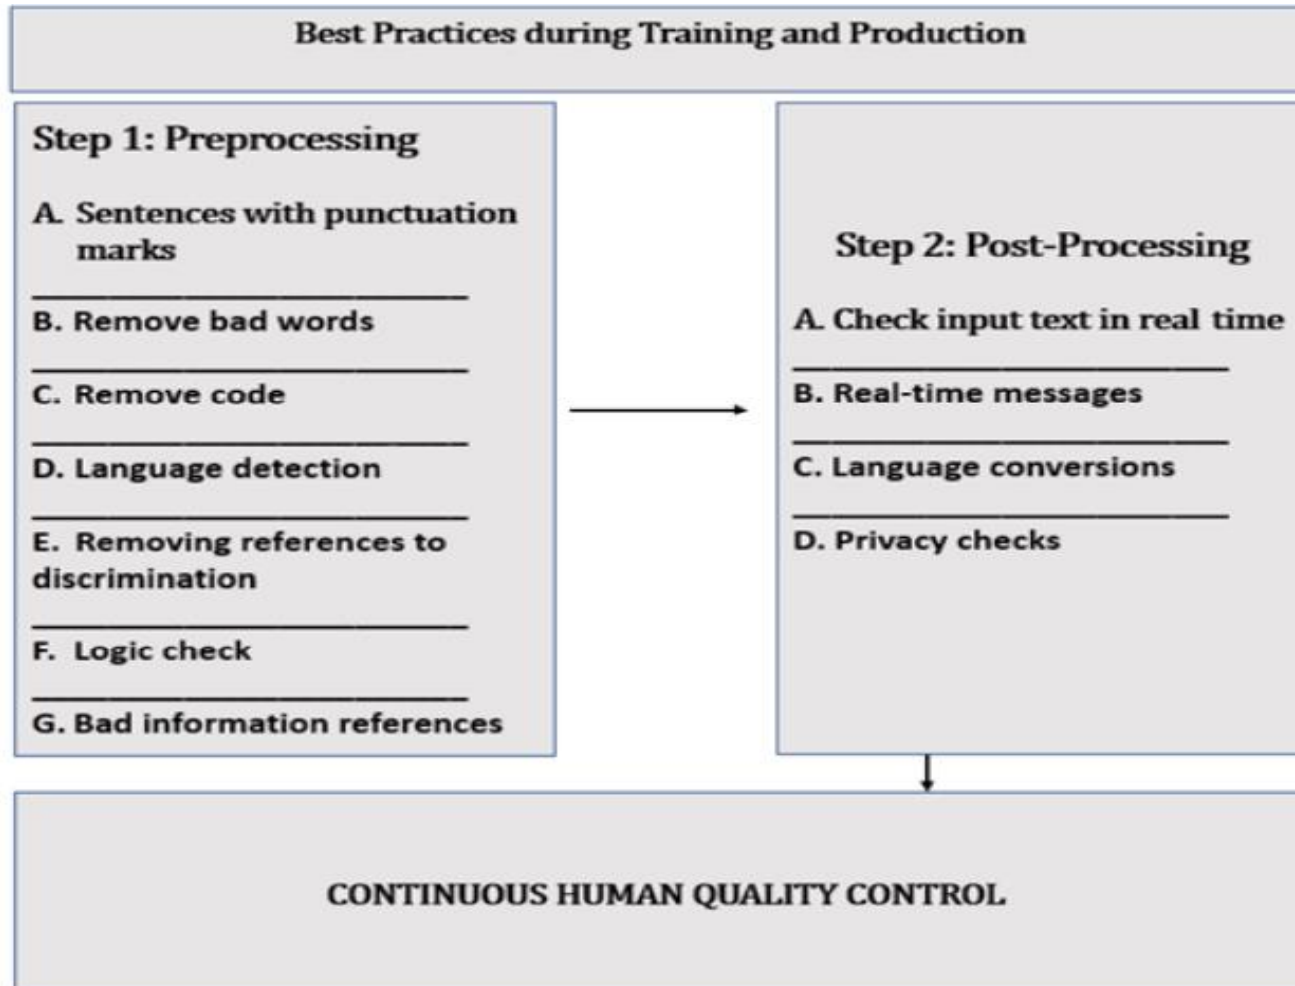 Best Practices during Training and Production
Step 1: Preprocessing
A. Sentences with punctuation
marks
B. Remove bad words
C. Remove code
D. Language detection
E. Removing references to
discrimination
F. Logic check
G. Bad information references
Step 2: Post-Processing
A. Check input text in real time
B. Real-time messages
C. Language conversions
D. Privacy checks
CONTINUOUS HUMAN QUALITY CONTROL